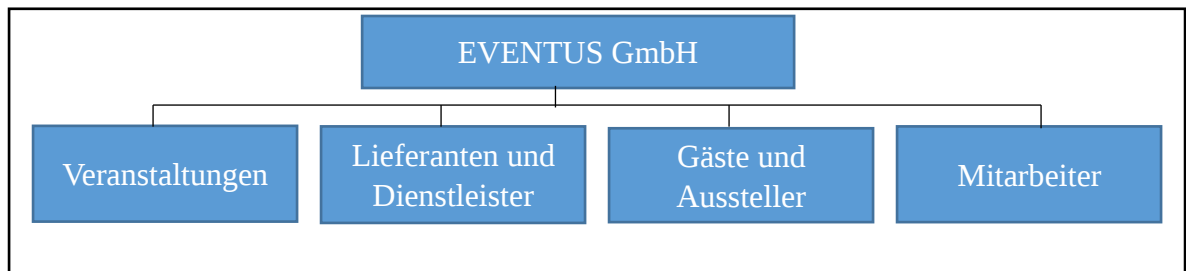 EVENTUS GmbH
Veranstaltungen
Lieferanten und
Dienstleister
Gäste und
Aussteller
Mitarbeiter